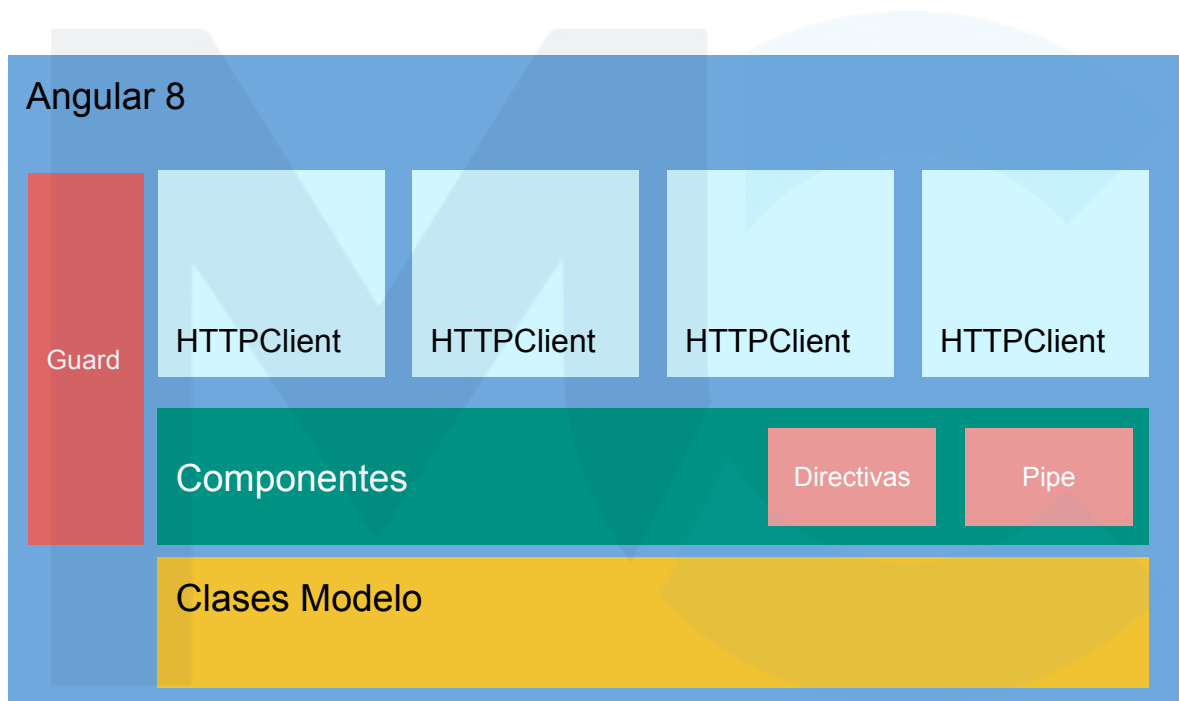 Angular 8
Guard
HTTPClient
HTTPClient
HTTPClient
HTTPClient
Componentes
Directivas
Pipe
Clases Modelo